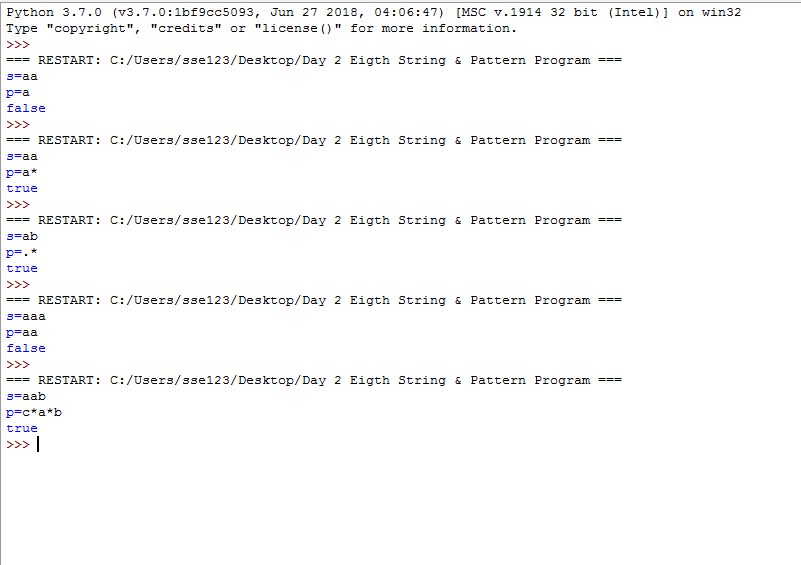 Python 3.7.0 (v3.7.0:1bf9cc5093, Jun 27 2018, 04:06:47) [MSC v.1914 32 bit (Intel)] on win32
Type "copyright", "credits" or "license()" for more information.
>>>
=== RESTART: C:/Users/sse123/Desktop/Day 2 Eigth String & Pattern Program ===
s=aa
p=a
false
>>>
=== RESTART: C:/Users/sse123/Desktop/Day 2 Eigth String & Pattern Program ===
s=aa
p=a*
true
>>>
=== RESTART: C:/Users/sse123/Desktop/Day 2 Eigth String & Pattern Program ===
s=ab
p=.*
true
>>>
=== RESTART: C:/Users/sse123/Desktop/Day 2 Eigth String & Pattern Program ===
s=aaa
p=aa
false
>>>
=== RESTART: C:/Users/sse123/Desktop/Day 2 Eigth String & Pattern Program ===
s=aab
p=c*a*b
true
>>>